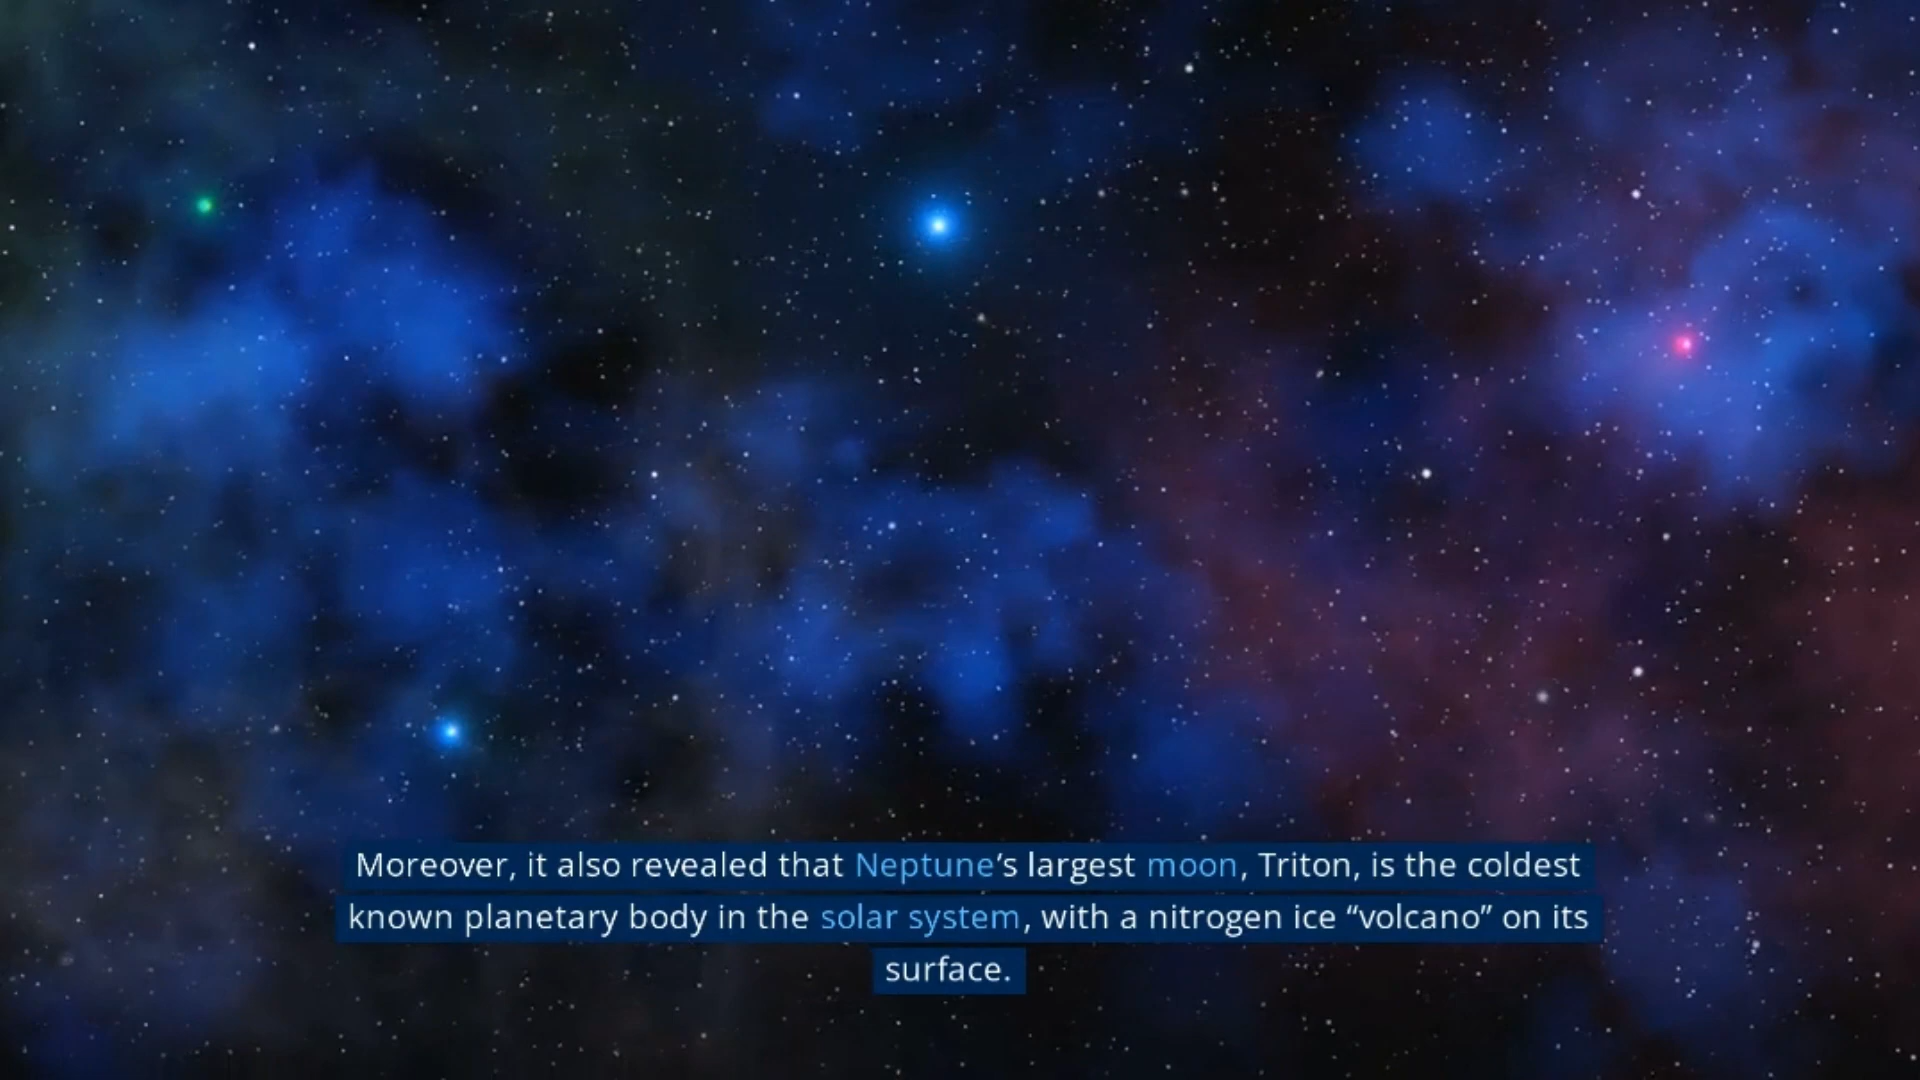 Moreover, it also revealed that Neptune‘s largest moon, Triton, is the coldest
known planetary body in the solar system, with a nitrogen ice “volcano” on its
surface.